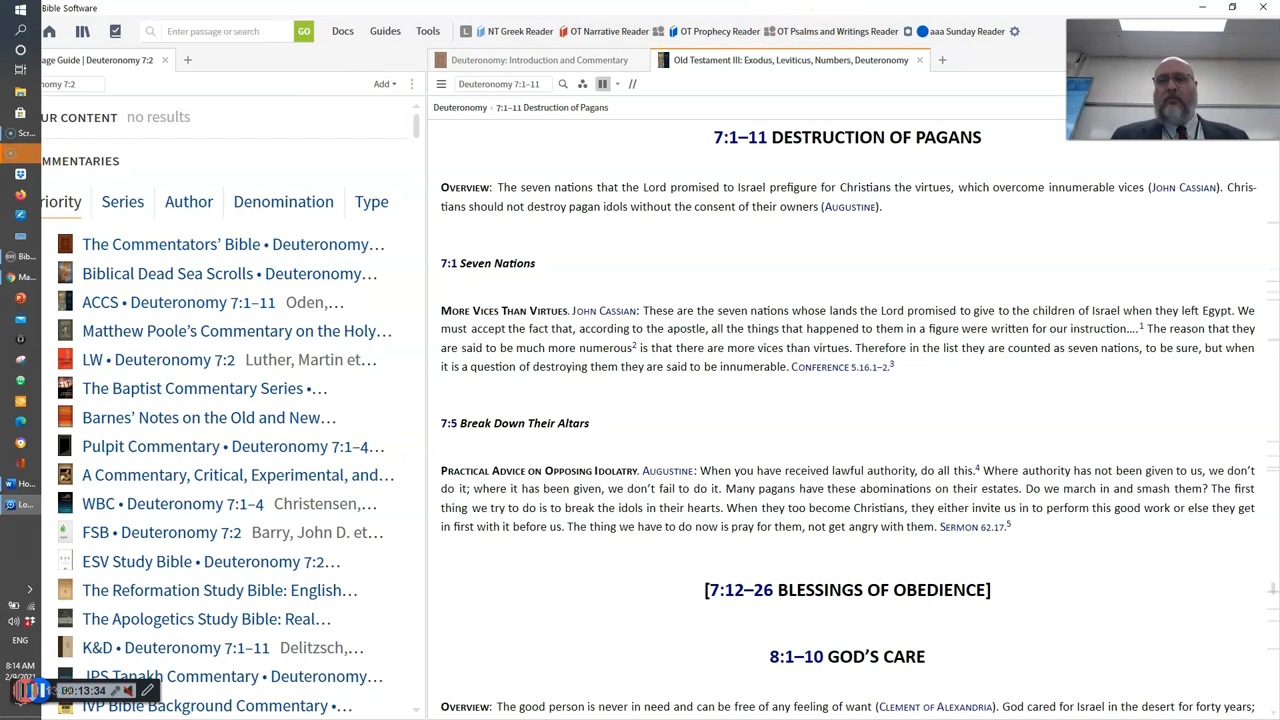 Bible Software
Enter passage or search
GO
Docs
Guides
Tools
NT Greek Reader
OT Narrative Reader
OT Prophecy Reader
OT Psalms and Writings Reader
aaa Sunday Reader
age Guide | Deuteronomy 7:2
Deuteronomy: Introduction and Commentary
Old Testament III: Exodus, Leviticus, Numbers, Deuteronomy
7:2
Add
Deuteronomy: 7:1–11
Deuteronomy › 7:1–11 Destruction of Pagans
UR CONTENT no results
MMENTARIES
iority Series Author Denomination Type
The Commentators’ Bible • Deuteronomy…
Biblical Dead Sea Scrolls • Deuteronomy…
ACCS • Deuteronomy 7:1–11 Oden,…
Matthew Poole's Commentary on the Holy…
LW • Deuteronomy 7:2 Luther, Martin et…
The Baptist Commentary Series •…
Barnes’ Notes on the Old and New…
Pulpit Commentary • Deuteronomy 7:1–4…
A Commentary, Critical, Experimental, and…
WBC • Deuteronomy 7:1–4 Christensen,…
FSB • Deuteronomy 7:2 Barry, John D. et…
ESV Study Bible • Deuteronomy 7:2…
The Reformation Study Bible: English…
The Apologetics Study Bible: Real…
K&D • Deuteronomy 7:1–11 Delitzsch,…
JPS Tanakh Commentary • Deuteronomy…
IVP Bible Background Commentary •…
7:1–11 DESTRUCTION OF PAGANS
OVERVIEW: The seven nations that the Lord promised to Israel prefigure for Christians the virtues, which overcome innumerable vices (JOHN CASSIAN). Chris-
tians should not destroy pagan idols without the consent of their owners (AUGUSTINE).
7:1 Seven Nations
MORE VICES THAN VIRTUES. JOHN CASSIAN: These are the seven nations whose lands the Lord promised to give to the children of Israel when they left Egypt. We
must accept the fact that, according to the apostle, all the things that happened to them in a figure were written for our instruction.…1 The reason that they
are said to be much more numerous2 is that there are more vices than virtues. Therefore in the list they are counted as seven nations, to be sure, but when
it is a question of destroying them they are said to be innumerable. CONFERENCE 5.16.1–2.3
7:5 Break Down Their Altars
PRACTICAL ADVICE ON OPPOSING IDOLATRY. AUGUSTINE: When you have received lawful authority, do all this.4 Where authority has not been given to us, we don’t
do it; where it has been given, we don’t fail to do it. Many pagans have these abominations on their estates. Do we march in and smash them? The first
thing we try to do is to break the idols in their hearts. When they too become Christians, they either invite us in to perform this good work or else they get
in first with it before us. The thing we have to do now is pray for them, not get angry with them. SERMON 62.17.5
[7:12–26 BLESSINGS OF OBEDIENCE]
8:1–10 GOD’S CARE
OVERVIEW: The good person is never in need and can be free of any feeling of want (CLEMENT OF ALEXANDRIA). God cared for Israel in the desert for forty years;
Scr...
Bib...
Ma...
Ho...
Lo...
ENG
8:14 AM
2/9/2021